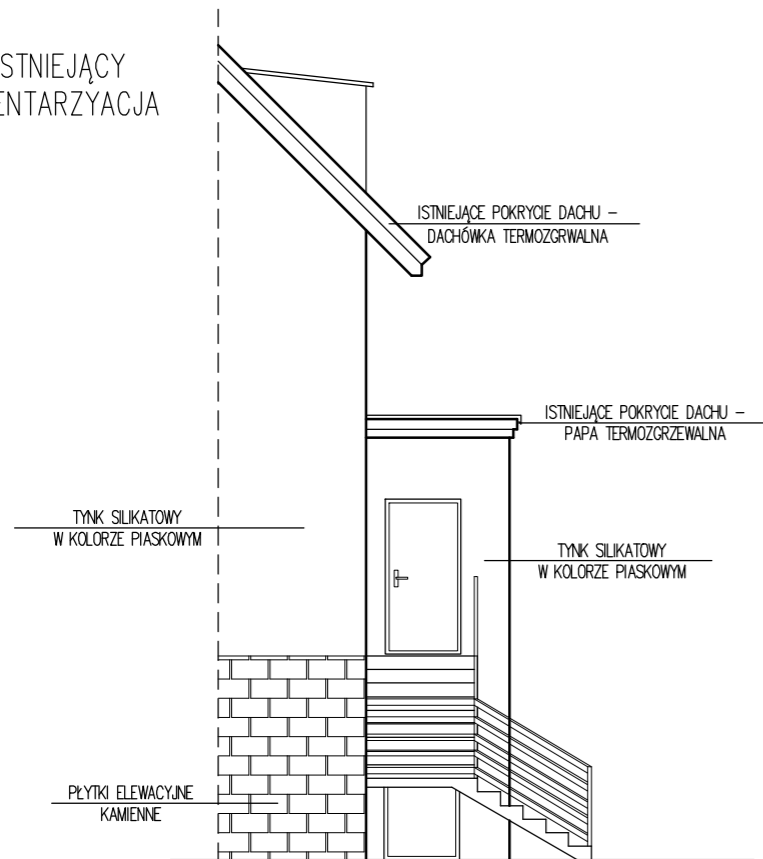 STNIEJĄCY
ENTARZYACJA
ISTNIEJĄCE POKRYCIE DACHU –
DACHÓWKA TERMOZGRWALNA
ISTNIEJĄCE POKRYCIE DACHU –
PAPA TERMOZGRZEWALNA
TYNK SILIKATOWY
W KOLORZE PIASKOWYM
TYNK SILIKATOWY
W KOLORZE PIASKOWYM
PŁYTKI ELEWACYJNE
KAMIENNE